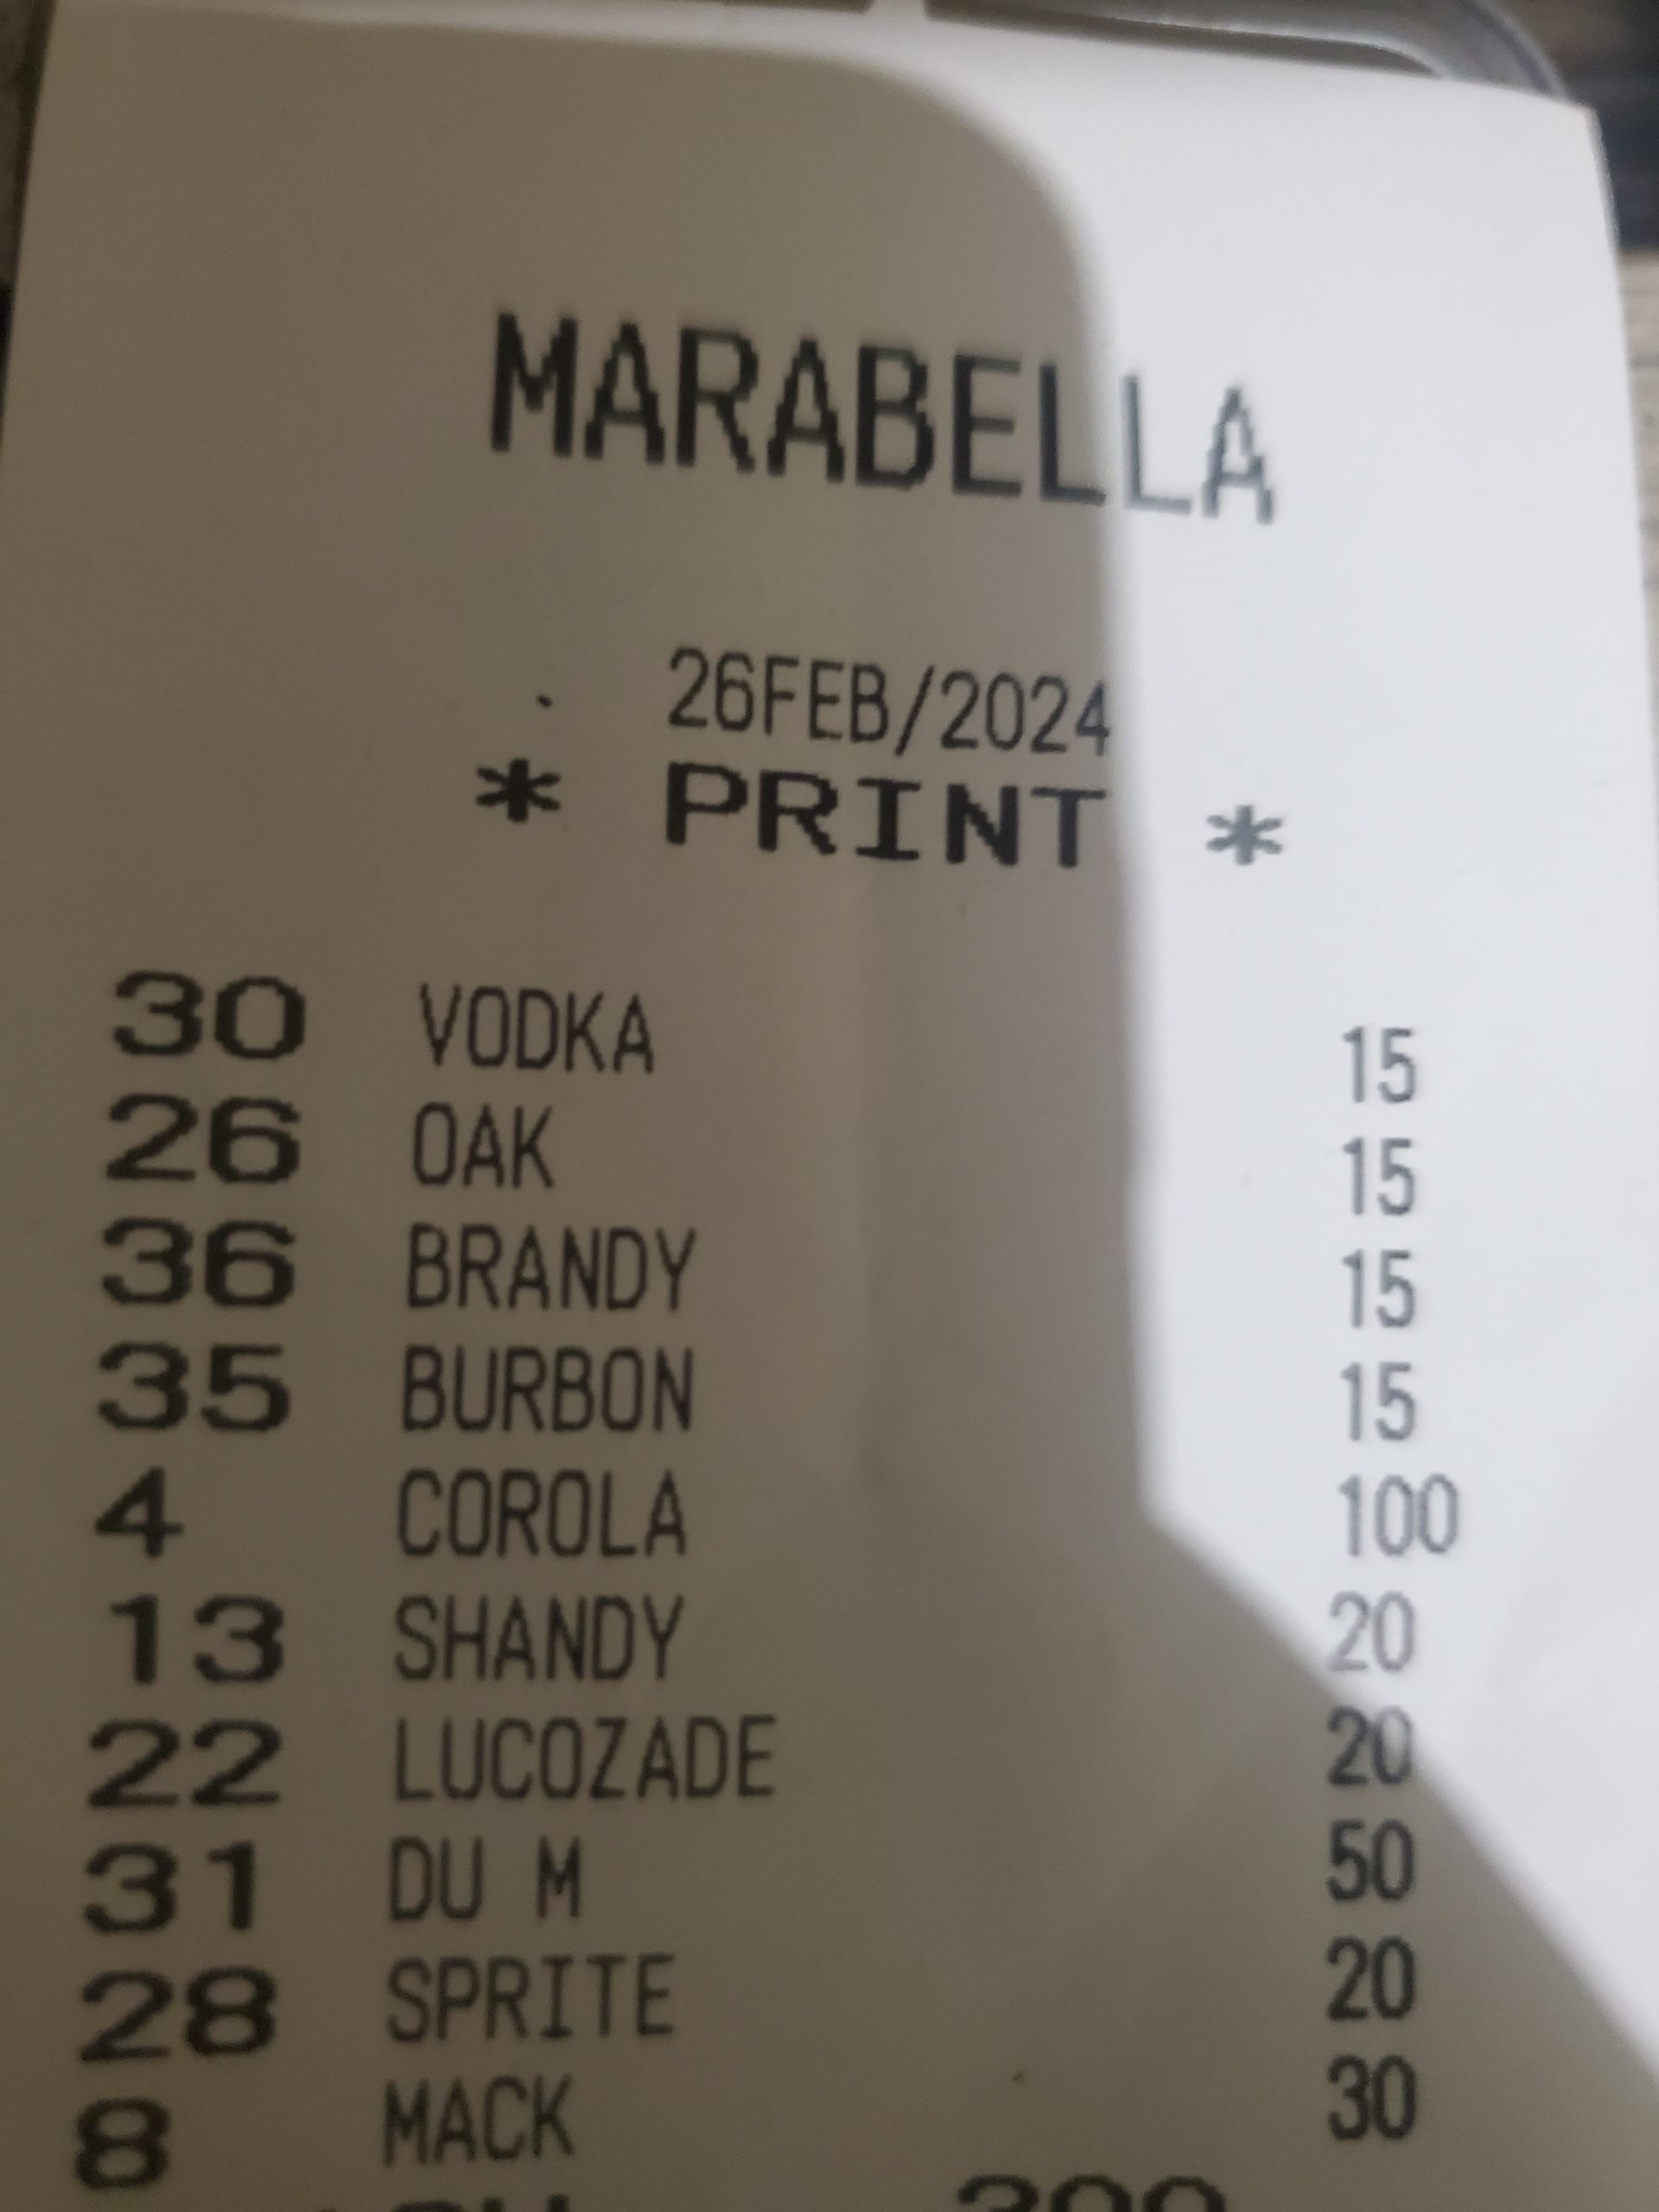 MARABELLA
26FEB/2024
* PRINT *
30 VODKA 15
26 OAK 15
36 BRANDY 15
35 BURBON 15
4 COROLA 100
13 SHANDY 20
22 LUCOZADE 20
31 DU M 50
28 SPRITE 20
8 MACK 30